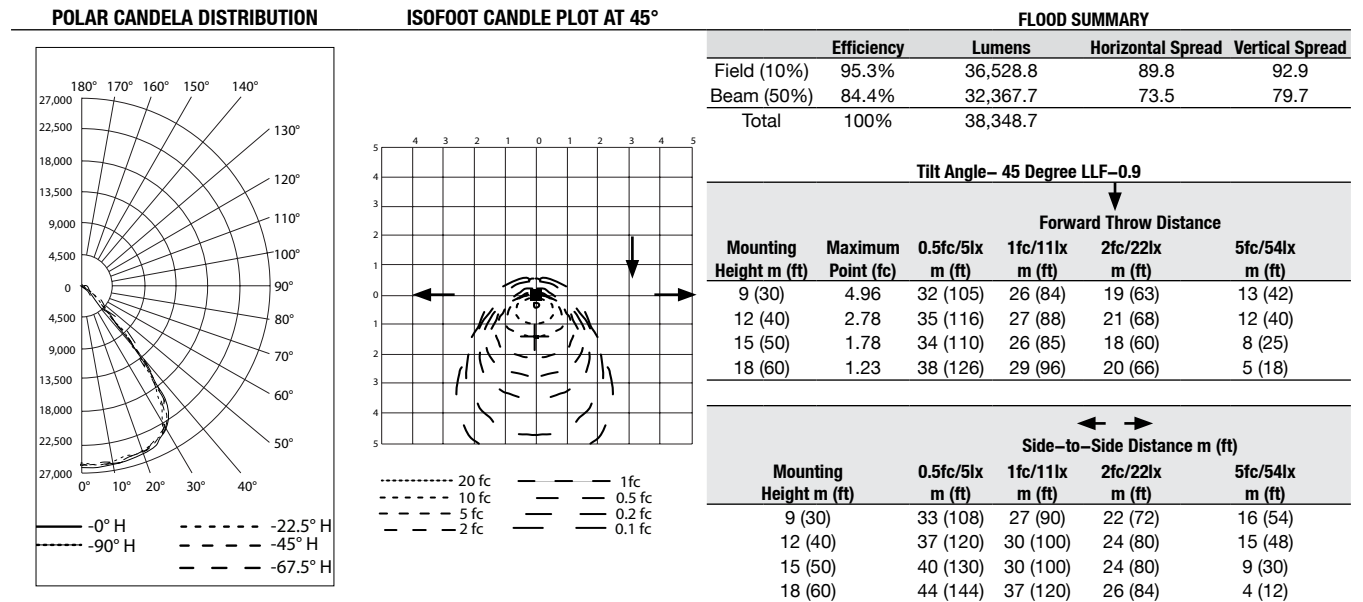 POLAR CANDELA DISTRIBUTION
180° 170° 160° 150° 140°
27,000
22,500
130°
18,000
120°
13,500
110°
9,000
100°
4,500
0
90°
4,500
80°
9,000
70°
13,500
60°
18,000
50°
22,500
27,000
0° 10° 20° 30° 40°
-0° H
-90° H
-22.5° H
-45° H
-67.5° H
ISOFOOT CANDLE PLOT AT 45°
4 3 2 1 0 1 2 3 4 5
5
4
3
2
1
0
1
2
3
4
5
20 fc
10 fc
5 fc
2 fc
1fc
0.5 fc
0.2 fc
0.1 fc
FLOOD SUMMARY
Efficiency Lumens Horizontal Spread Vertical Spread
Field (10%) 95.3% 36,528.8 89.8 92.9
Beam (50%) 84.4% 32,367.7 73.5 79.7
Total 100% 38,348.7
Tilt Angle– 45 Degree LLF–0.9
Forward Throw Distance
Mounting Maximum 0.5fc/5lx 1fc/11lx 2fc/22lx 5fc/54lx
Height m (ft) Point (fc) m (ft) m (ft) m (ft) m (ft)
9 (30) 4.96 32 (105) 26 (84) 19 (63) 13 (42)
12 (40) 2.78 35 (116) 27 (88) 21 (68) 12 (40)
15 (50) 1.78 34 (110) 26 (85) 18 (60) 8 (25)
18 (60) 1.23 38 (126) 29 (96) 20 (66) 5 (18)
Side–to–Side Distance m (ft)
Mounting 0.5fc/5lx 1fc/11lx 2fc/22lx 5fc/54lx
Height m (ft) m (ft) m (ft) m (ft) m (ft)
9 (30) 33 (108) 27 (90) 22 (72) 16 (54)
12 (40) 37 (120) 30 (100) 24 (80) 15 (48)
15 (50) 40 (130) 30 (100) 24 (80) 9 (30)
18 (60) 44 (144) 37 (120) 26 (84) 4 (12)